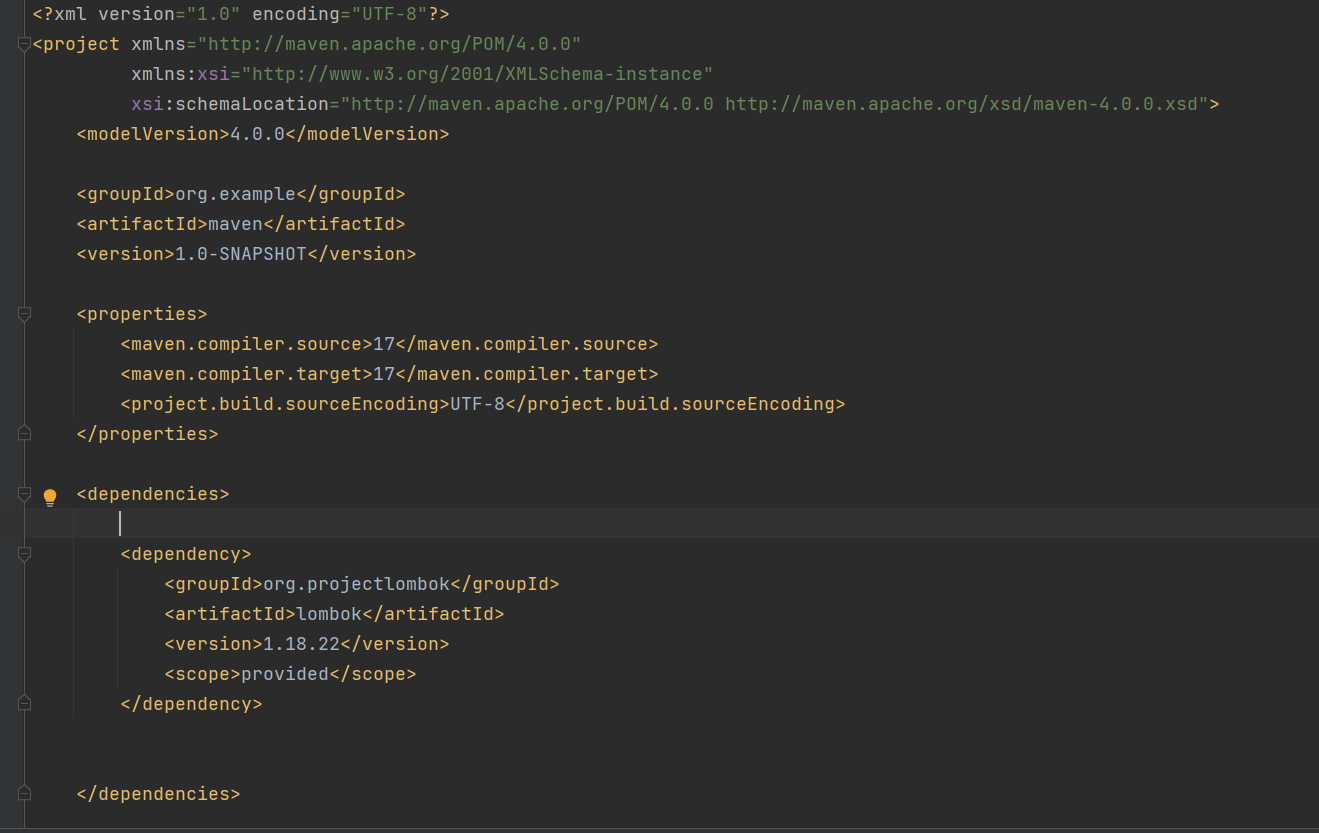 <?xml version="1.0" encoding="UTF-8"?>
<project xmlns="http://maven.apache.org/POM/4.0.0"
xmlns:xsi="http://www.w3.org/2001/XMLSchema-instance"
xsi:schemaLocation="http://maven.apache.org/POM/4.0.0 http://maven.apache.org/xsd/maven-4.0.0.xsd">
<modelVersion>4.0.0</modelVersion>
<groupId>org.example</groupId>
<artifactId>maven</artifactId>
<version>1.0-SNAPSHOT</version>
<properties>
<maven.compiler.source>17</maven.compiler.source>
<maven.compiler.target>17</maven.compiler.target>
<project.build.sourceEncoding>UTF-8</project.build.sourceEncoding>
</properties>
<dependencies>
<dependency>
<groupId>org.projectlombok</groupId>
<artifactId>lombok</artifactId>
<version>1.18.22</version>
<scope>provided</scope>
</dependency>
</dependencies>